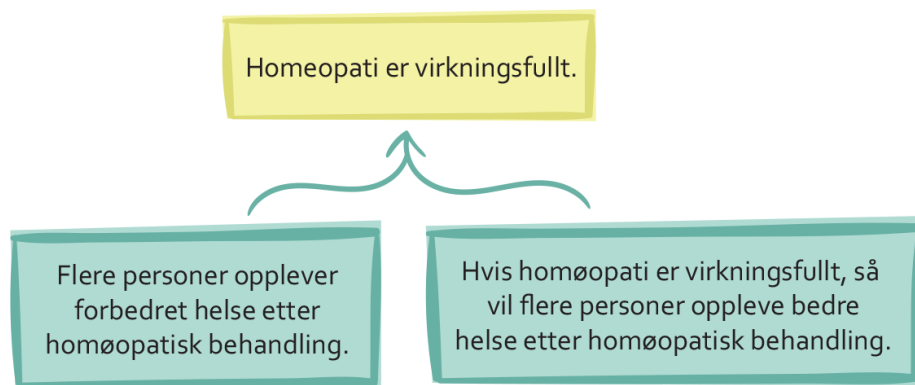 Homeopati er virkningsfullt.
Flere personer opplever
forbedret helse etter
homøopatisk behandling.
Hvis homøopati er virkningsfullt, så
vil flere personer oppleve bedre
helse etter homøopatisk behandling.